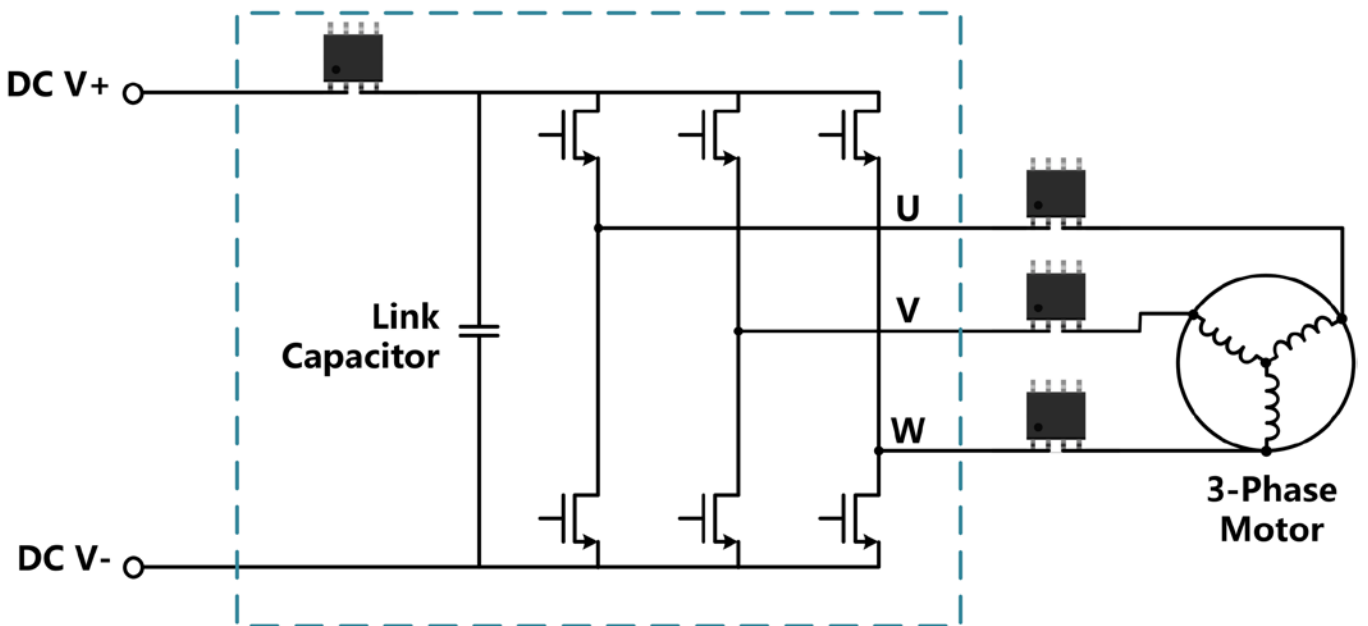 DC V+
U
V
Link
Capacitor
W
3-Phase
Motor
DC V-